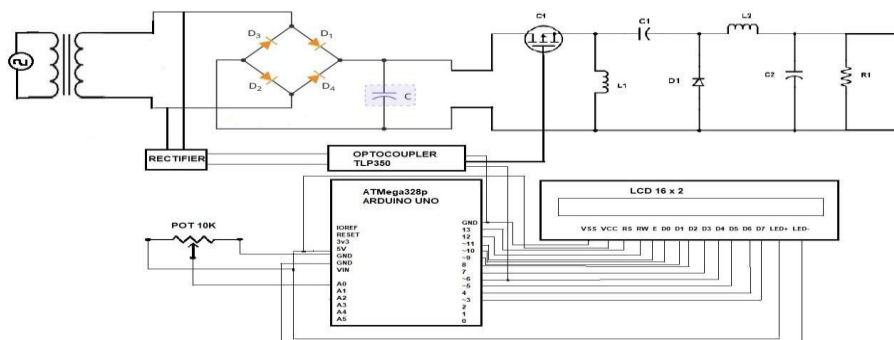 C1
C1
L2
D3
D1
D2
D4
C
L1
D1
C2
R1
RECTIFIER
OPTOCOUPLER
TLP350
LCD 16 x 2
VSS VCC RS RW E D0 D1 D2 D3 D4 D5 D6 D7 LED+ LED-
ATMega328p
ARDUINO UNO
POT 10K
IOREF
RESET
3v3
5V
GND
GND
VIN
A0
A1
A2
A3
A4
A5
GND
13
12
~11
~10
~9
8
7
~6
~5
4
~3
2
1
0